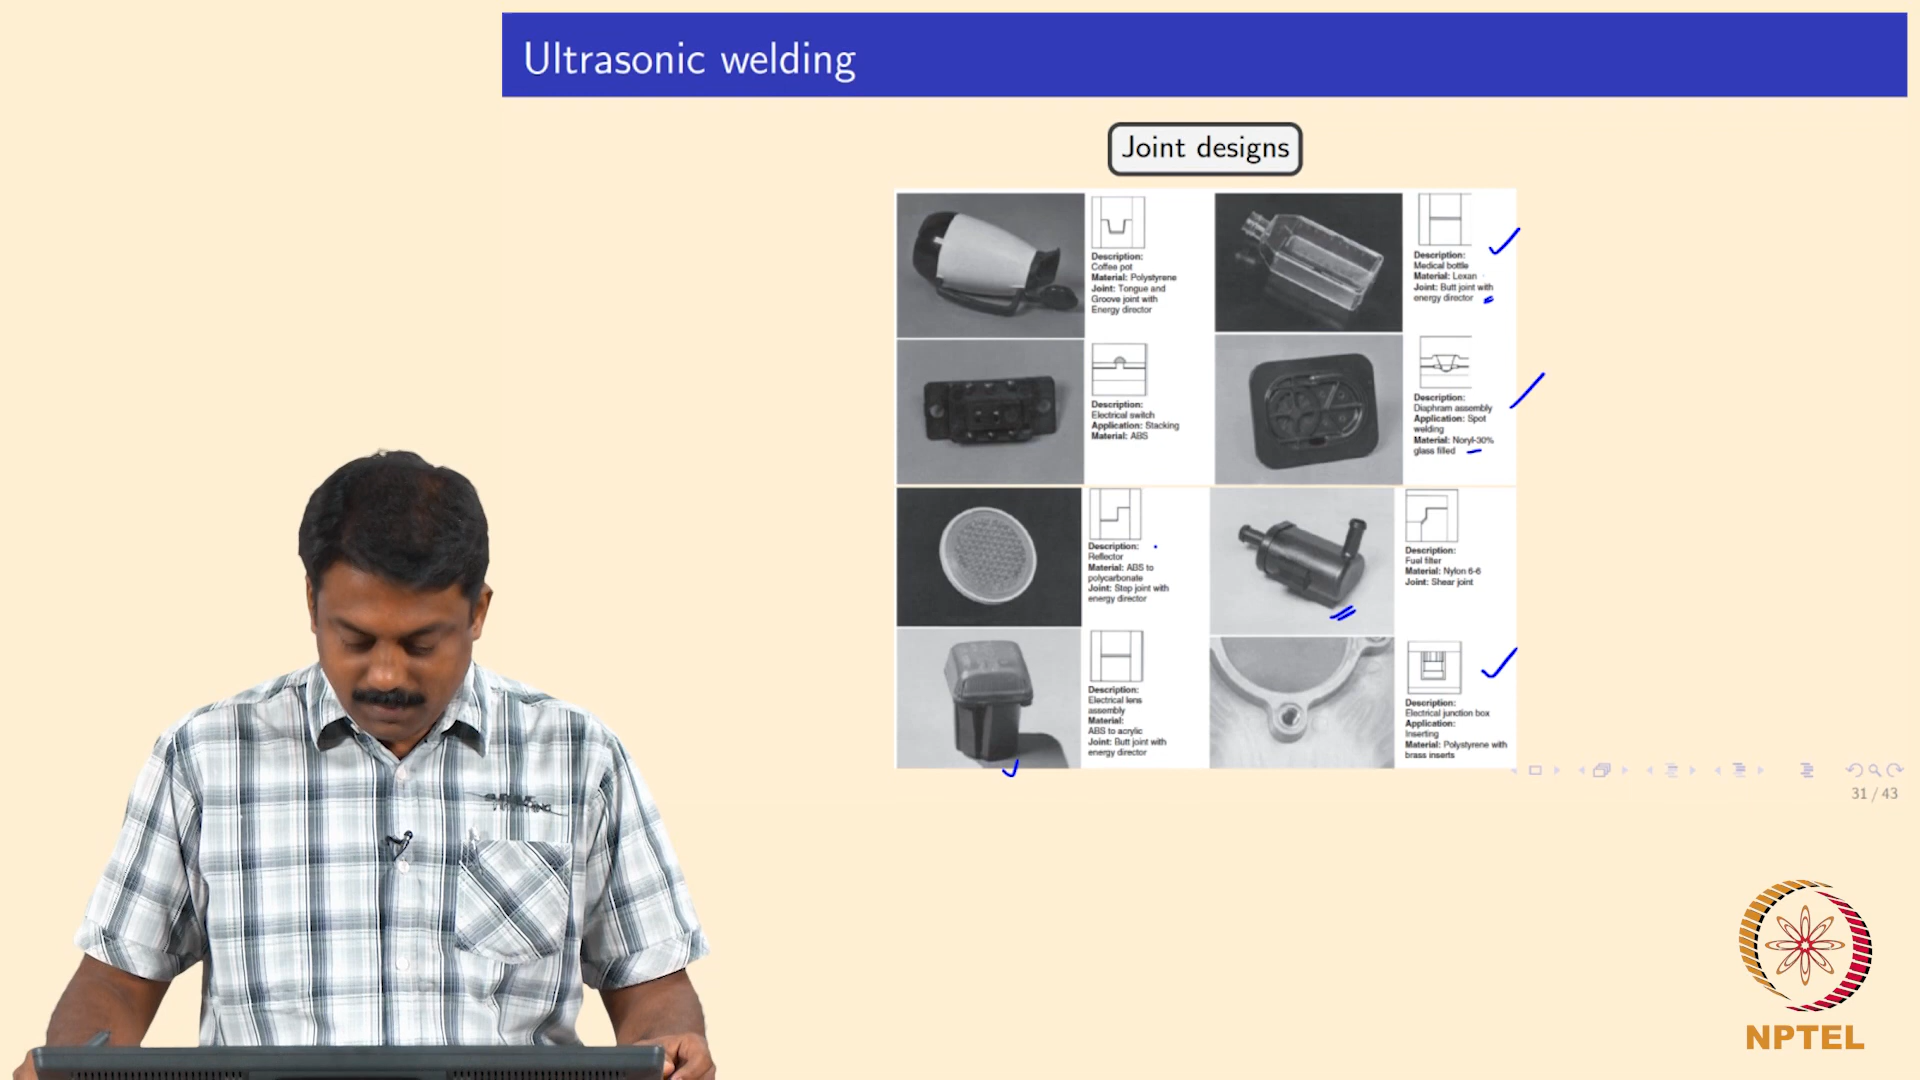 Ultrasonic welding
Joint designs
Description:
Coffee pot
Material: Polystyrene
Joint: Tongue and
Groove joint with
Energy director
Description:
Medical bottle
Material: Lexan
Joint: Butt joint with
energy director
Description:
Electrical switch
Application: Stacking
Material: ABS
Description:
Diaphram assembly
Application: Spot
welding
Material: Noryl-30%
glass filled
Description:
Reflector
Material: ABS to
polycarbonate
Joint: Step joint with
energy director
Description:
Fuel filter
Material: Nylon 6-6
Joint: Shear joint
Description:
Electrical lens
assembly
Material:
ABS to acrylic
Joint: Butt joint with
energy director
Description:
Electrical junction box
Application:
Inserting
Material: Polystyrene with
brass inserts
31 / 43
NPTEL